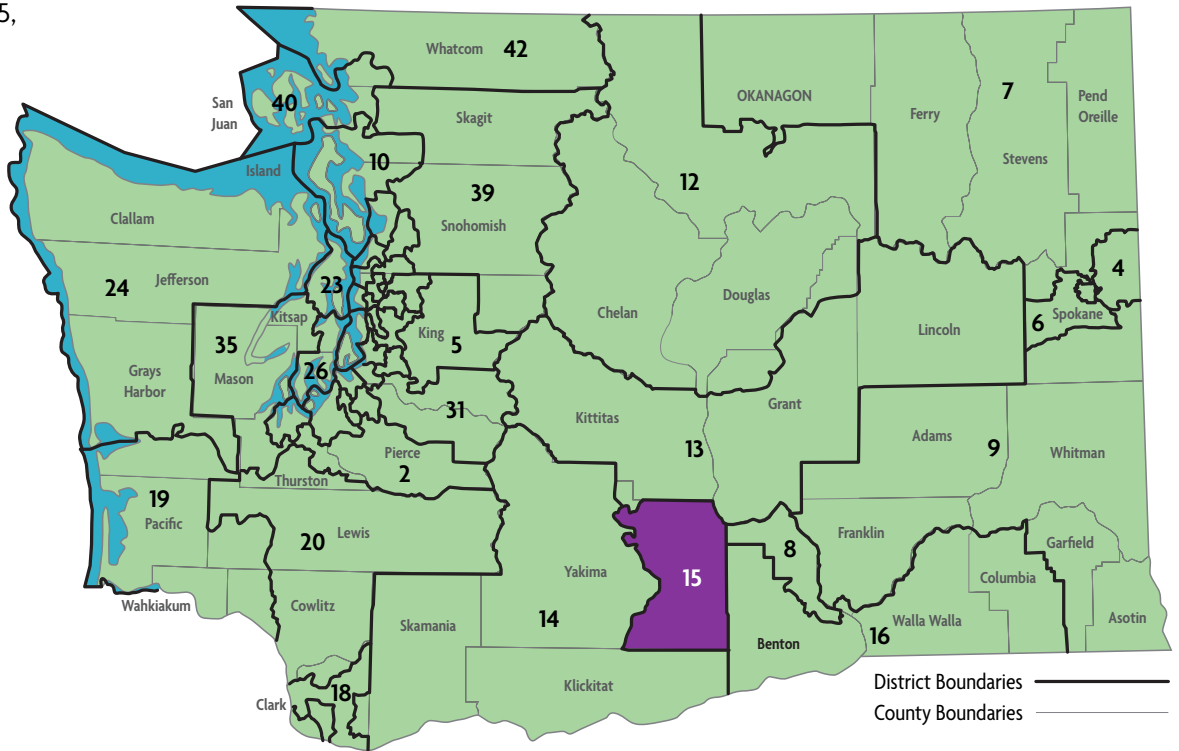 5,
Whatcom 42
San
Juan
40
OKANAGON
7
Ferry
Pend
Oreille
Skagit
Stevens
10
Island
12
39
Snohomish
Clallam
4
24 Jefferson
23
Kitsap
Douglas
Chelan
Lincoln
6 Spokane
35
Mason
King 5
26
Grays
Harbor
31
Kittitas
Grant
Adams
9
Whitman
13
Pierce
2
Thurston
19
Pacific
20 Lewis
Franklin
8
Garfield
Yakima
15
Columbia
Wahkiakum
Cowlitz
Skamania
14
Walla Walla
16
Asotin
Benton
Klickitat
18
Clark
District Boundaries
County Boundaries